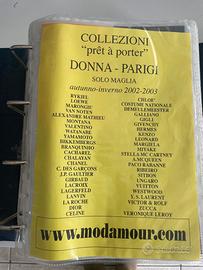 COLLEZIONI
"prêt à porter"
DONNA - PARIGI
SOLO MAGLIA
autunno-inverno 2002-2003
RYKIEL
LOEWE
MARONGIU
VAN NOTEN
ALEXANDRE MATHIEU
MONTANA
VALENTINO
WATANABE
YAMAMOTO
BIKKEMBERGS
BRANQUINHO
CACHAREL
CHALAYAN
CHANEL
C. DES GARCONS
J.P. GAULTIER
GIRBAUD
LACROIX
LAGERFELD
LANVIN
LA ROCHE
DIOR
CELINE
CHLOE'
COSTUME NATIONALE
DEMEULEMEESTER
GALLIANO
GIGLI
GIVENCHY
HERMES
KENZO
LEONARD
MARGIELA
MIYAKE
STELLA MC CARTNEY
A.MCQUEEN
PACO RABANNE
RIBEIRO
SITBON
UNGARO
VUITTON
WESTWOOD
Y. S. LAURENT
VICTOR & ROLF
ZUCCA
VERONIQUE LEROY
www.modamour.com